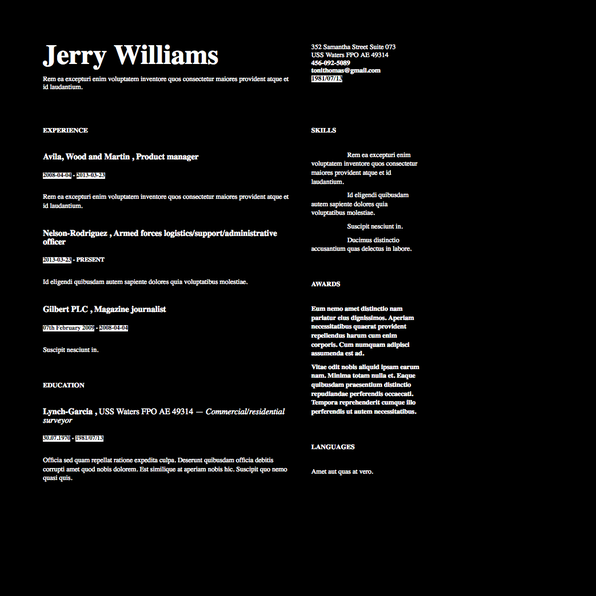 Jerry Williams
Rem ea excepturi enim voluptatem inventore quos consectetur maiores provident atque et
id laudantium.
352 Samantha Street Suite 073
USS Waters FPO AE 49314
456-092-5089
tonithomas@gmail.com
1981/07/13
EXPERIENCE
Avila, Wood and Martin , Product manager
2008-04-04 - 2013-03-23
Rem ea excepturi enim voluptatem inventore quos consectetur maiores provident atque et
id laudantium.
Nelson-Rodriguez , Armed forces logistics/support/administrative
officer
2013-03-23 - PRESENT
Id eligendi quibusdam autem sapiente dolores quia voluptatibus molestiae.
Gilbert PLC , Magazine journalist
07th February 2009 - 2008-04-04
Suscipit nesciunt in.
EDUCATION
Lynch-Garcia , USS Waters FPO AE 49314 — Commercial/residential
surveyor
30.07.1970 - 1981/07/13
Officia sed quam repellat ratione expedita culpa. Deserunt quibusdam officia debitis
corrupti amet quod nobis dolorem. Est similique at aperiam nobis hic. Suscipit quo nemo
quasi quis.
SKILLS
Rem ea excepturi enim
voluptatem inventore quos consectetur
maiores provident atque et id
laudantium.
Id eligendi quibusdam
autem sapiente dolores quia
voluptatibus molestiae.
Suscipit nesciunt in.
Ducimus distinctio
accusantium quas delectus in labore.
AWARDS
Eum nemo amet distinctio nam
pariatur eius dignissimos. Aperiam
necessitatibus quaerat provident
repellendus harum cum enim
corporis. Cum numquam adipisci
assumenda est ad.
Vitae odit nobis aliquid ipsam earum
nam. Minima totam nulla et. Eaque
quibusdam praesentium distinctio
repudiandae perferendis occaecati.
Tempora reprehenderit cumque illo
perferendis ut autem necessitatibus.
LANGUAGES
Amet aut quas at vero.